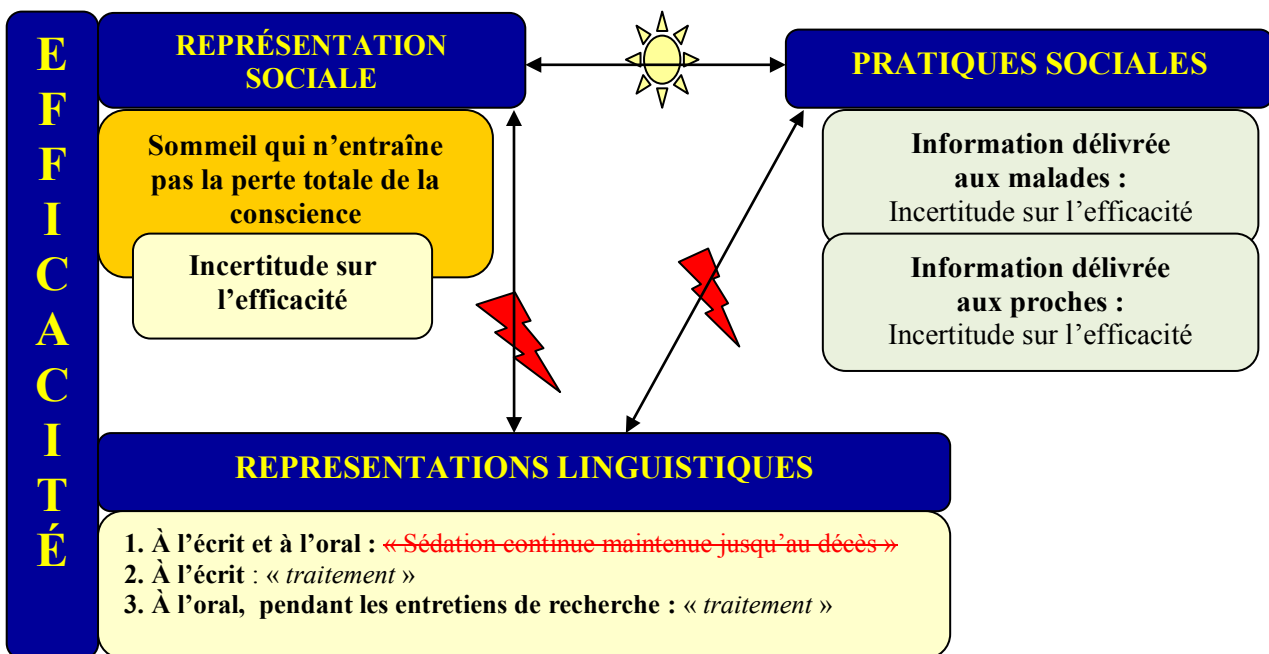 EFFICACITÉ
REPRÉSENTATION
SOCIALE
PRATIQUES SOCIALES
Sommeil qui n’entraîne
pas la perte totale de la
conscience
Incertitude sur
l’efficacité
Information délivrée
aux malades :
Incertitude sur l’efficacité
Information délivrée
aux proches :
Incertitude sur l’efficacité
REPRESENTATIONS LINGUISTIQUES
1. À l’écrit et à l’oral : « Sédation continue maintenue jusqu’au décès »
2. À l’écrit : « traitement »
3. À l’oral, pendant les entretiens de recherche : « traitement »